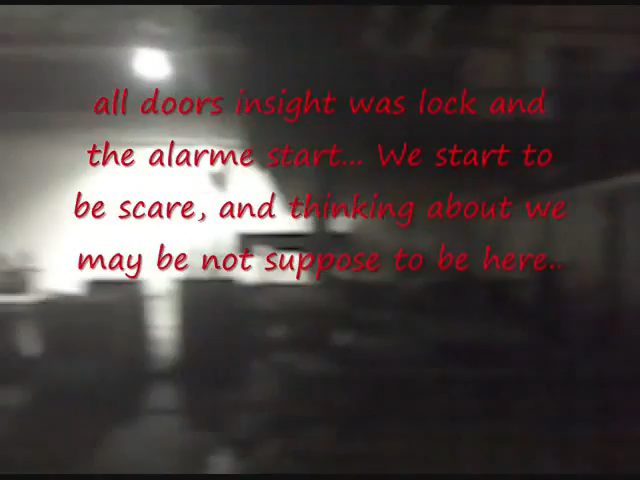 all doors insight was lock and
the alarme start... We start to
be scare, and thinking about we
may be not suppose to be here..